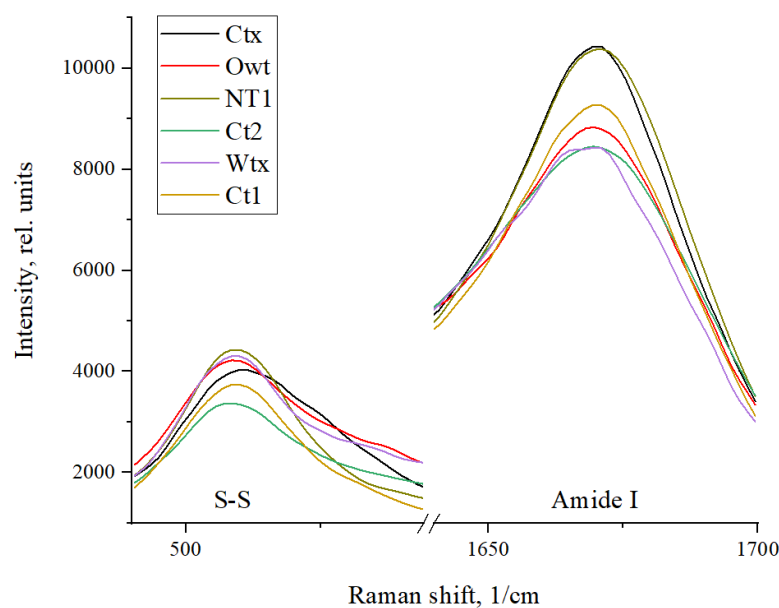 Ctx
Owt
NT1
Ct2
Wtx
Ct1
10000
8000
6000
4000
2000
Intensity, rel. units
S-S
Amide I
500
1650
1700
Raman shift, 1/cm